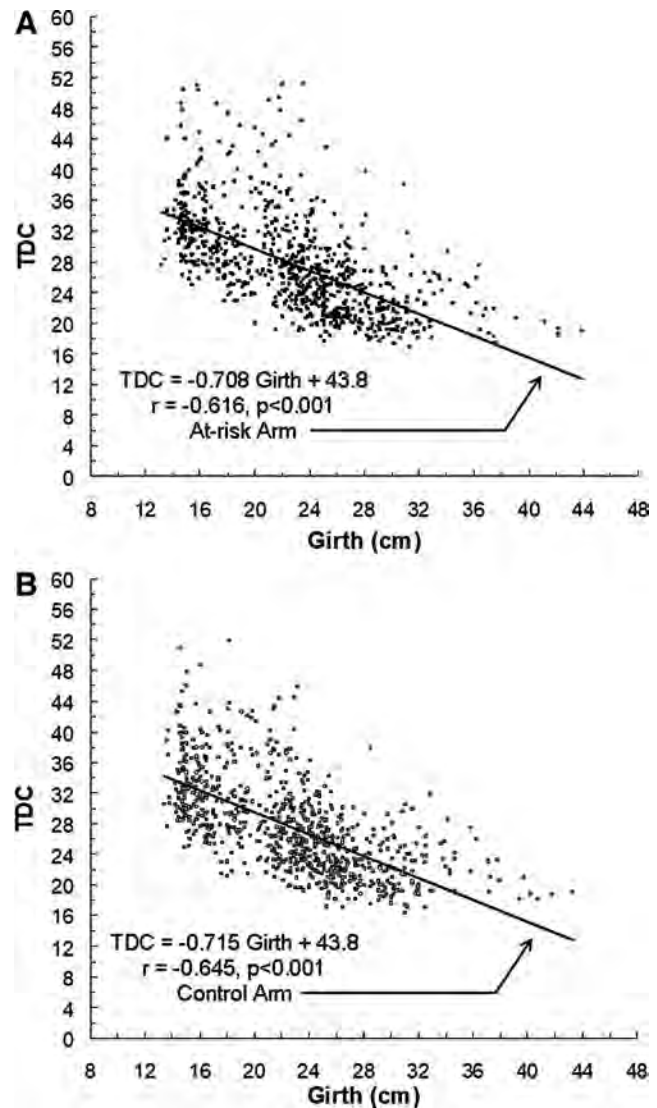 A
60
56
52
48
44
40
36
32
28
24
20
16
12
8
4
0
TDC
TDC = -0.708 Girth + 43.8
r = -0.616, p<0.001
At-risk Arm
8 12 16 20 24 28 32 36 40 44 48
Girth (cm)
B
60
56
52
48
44
40
36
32
28
24
20
16
12
8
4
0
TDC
TDC = -0.715 Girth + 43.8
r = -0.645, p<0.001
Control Arm
8 12 16 20 24 28 32 36 40 44 48
Girth (cm)